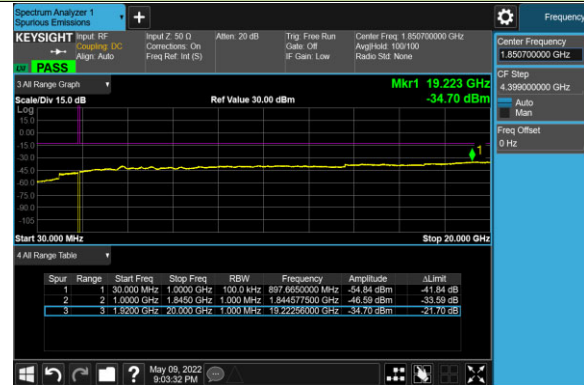 Spectrum Analyzer 1
Spurious Emissions
Frequency
KEYSIGHT
Input: RF
Coupling: DC
Align: Auto
Input Z: 50 Ω
Corrections: On
Freq Ref: Int (S)
Atten: 20 dB
Trig: Free Run
Gate: Off
IF Gain: Low
Center Freq: 1.850700000 GHz
Avg|Hold: 100/100
Radio Std: None
PASS
Center Frequency
1.850700000 GHz
CF Step
4.399000000 GHz
Auto
Man
Freq Offset
0 Hz
3 All Range Graph
Mkr1 19.223 GHz
Scale/Div 15.0 dB
Ref Value 30.00 dBm
-34.70 dBm
Log
15.0
0.00
-15.0
-30.0
-45.0
-60.0
-75.0
-90.0
-105
1
Start 30.000 MHz
Stop 20.000 GHz
4 All Range Table
Spur Range Start Freq Stop Freq RBW Frequency Amplitude ΔLimit
1 1 30.000 MHz 1.0000 GHz 100.0 kHz 897.6650000 MHz -54.84 dBm -41.84 dB
2 2 1.0000 GHz 1.8450 GHz 1.000 MHz 1.844577500 GHz -46.59 dBm -33.59 dB
3 3 1.9200 GHz 20.000 GHz 1.000 MHz 19.22256000 GHz -34.70 dBm -21.70 dB
?
May 09, 2022
9:03:32 PM